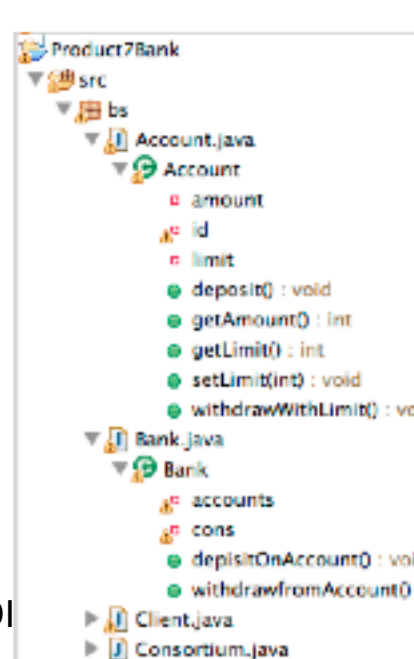 Product7Bank
src
bs
Account.java
Account
amount
id
limit
deposit() : void
getAmount() : int
getLimit() : int
setLimit(int) : void
withdrawWithLimit() : vo
Bank.java
Bank
accounts
cons
depisitOnAccount() : voi
withdrawfromAccount()
Client.java
Consortium.java